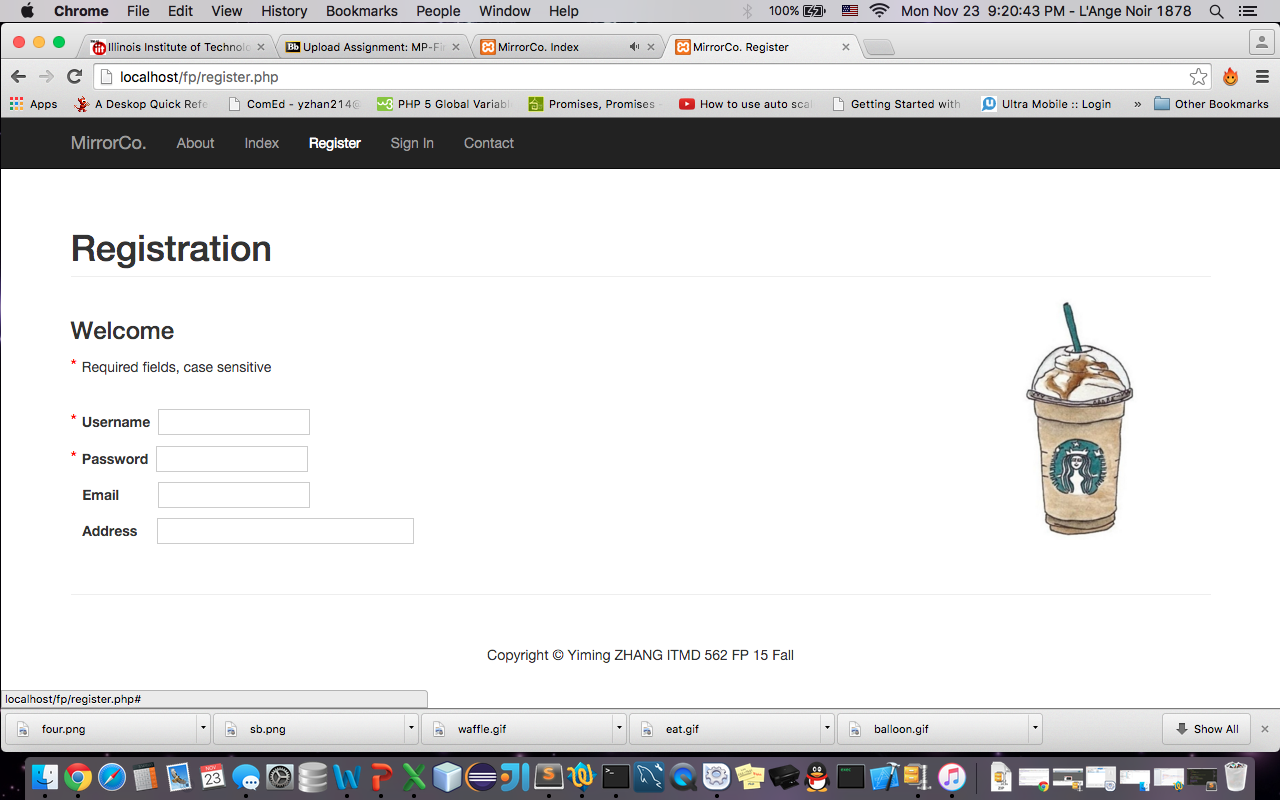 Chrome File Edit View History Bookmarks People Window Help 100% Mon Nov 23 9:20:43 PM - L'Ange Noir 1878
Illinois Institute of Technolo Bb Upload Assignment: MP-Fi MirrorCo. Index MirrorCo. Register
localhost/fp/register.php
Apps A Deskop Quick Refe ComEd - yzhan214@ PHP 5 Global Variabl Promises, Promises - How to use auto scal Getting Started with Ultra Mobile :: Login » Other Bookmarks
MirrorCo. About Index Register Sign In Contact
Registration
Welcome
* Required fields, case sensitive
* Username
* Password
Email
Address
Copyright © Yiming ZHANG ITMD 562 FP 15 Fall
localhost/fp/register.php#
four.png sb.png waffle.gif eat.gif balloon.gif Show All
NOV
23